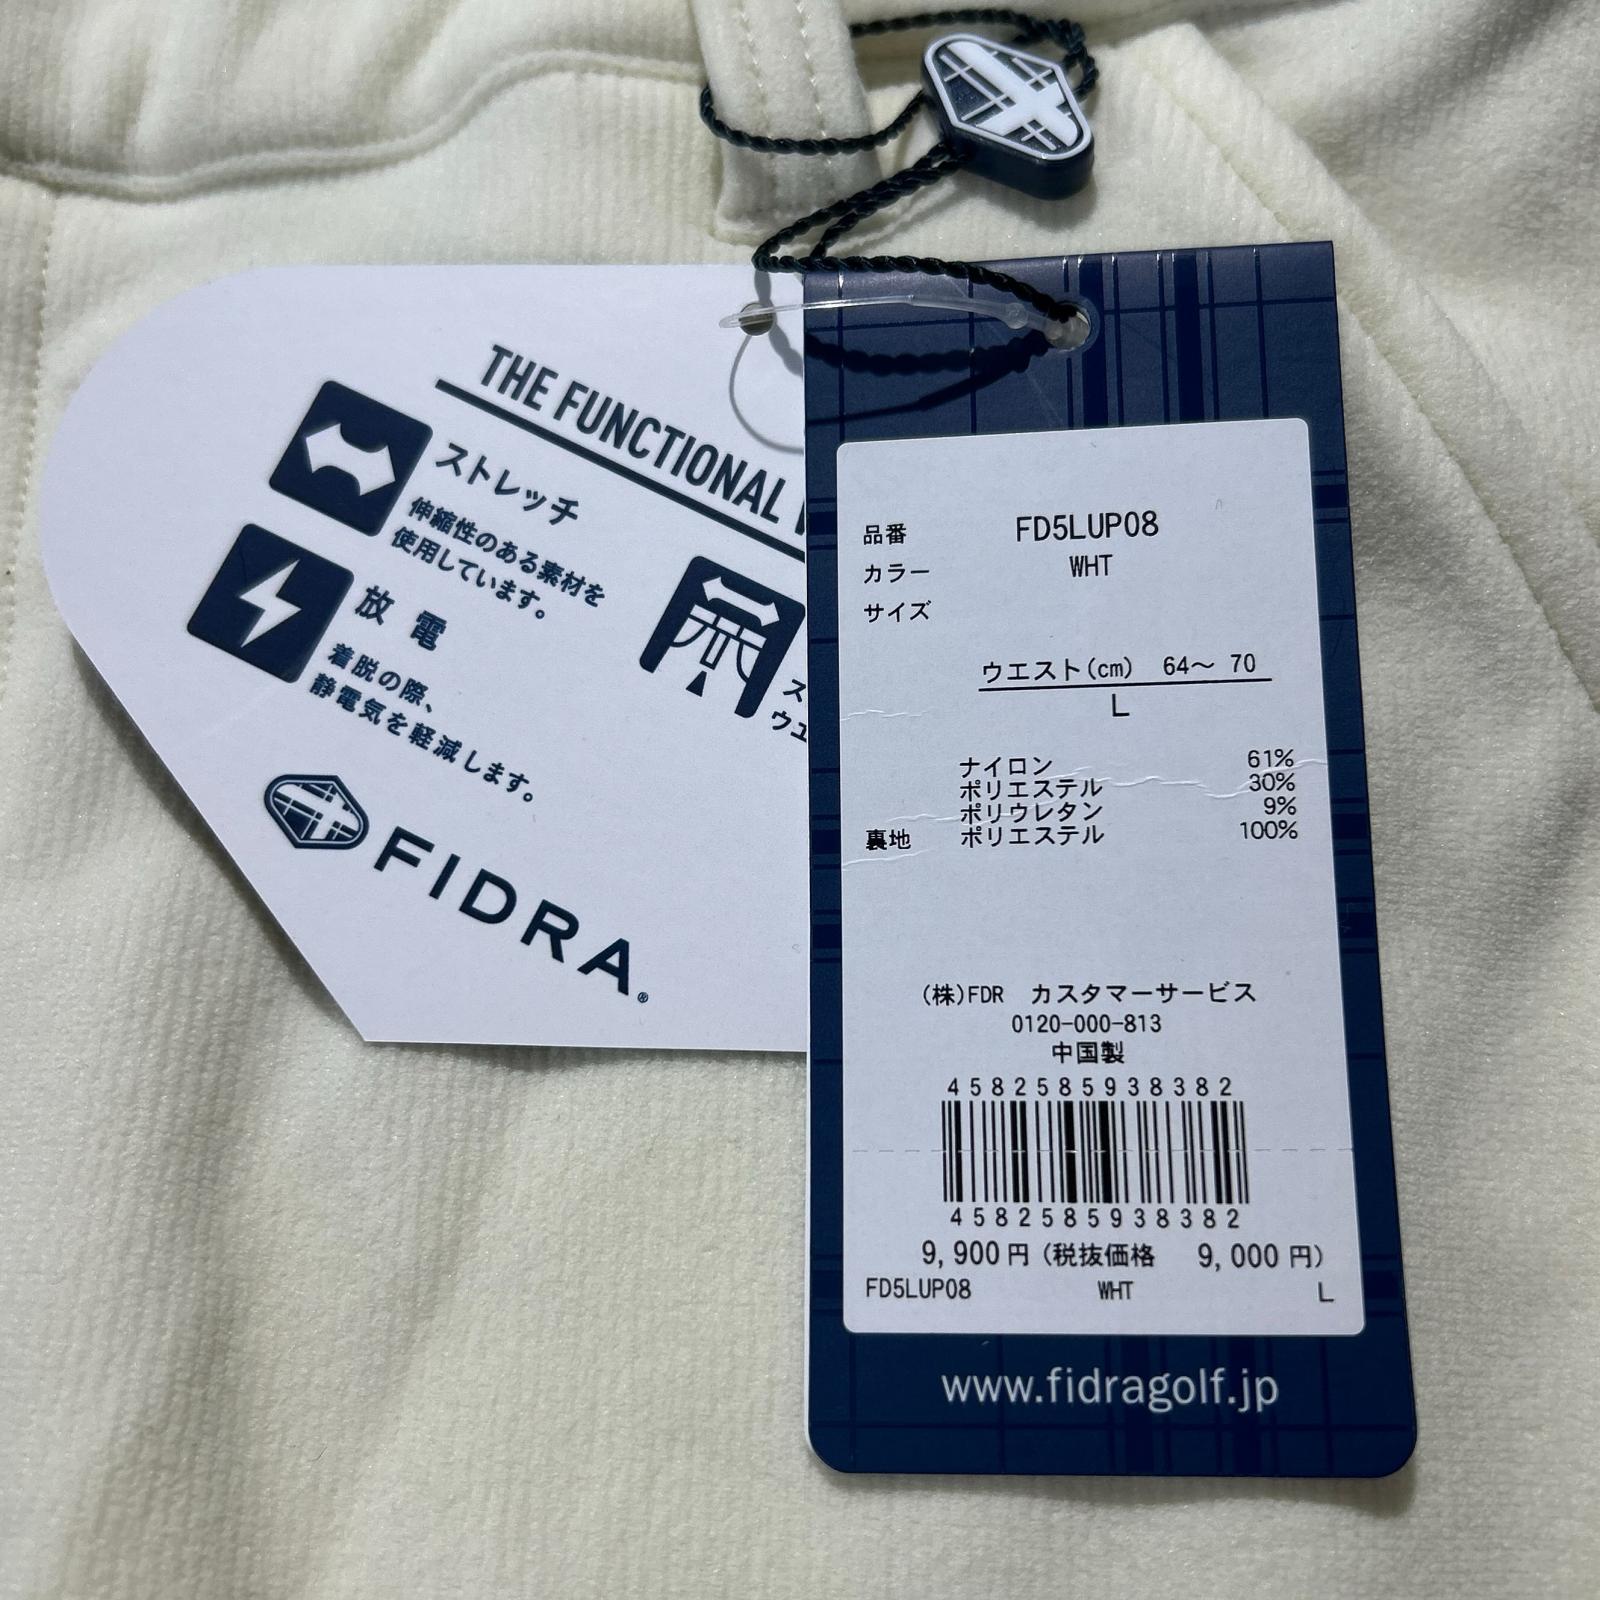 THE FUNCTIONAL
ストレッチ
伸縮性のある素材を
使用しています。
放電
着脱の際、
静電気を軽減します。
ス
ウエ
FIDRA®
品番 FD5LUP08
カラー WHT
サイズ
ウエスト(cm) 64～ 70
L
ナイロン 61%
ポリエステル 30%
ポリウレタン 9%
裏地 ポリエステル 100%
(株)FDR カスタマーサービス
0120-000-813
中国製
4582585938382
4582585938382
9,900円(税抜価格 9,000円)
FD5LUP08 WHT L
www.fidragolf.jp